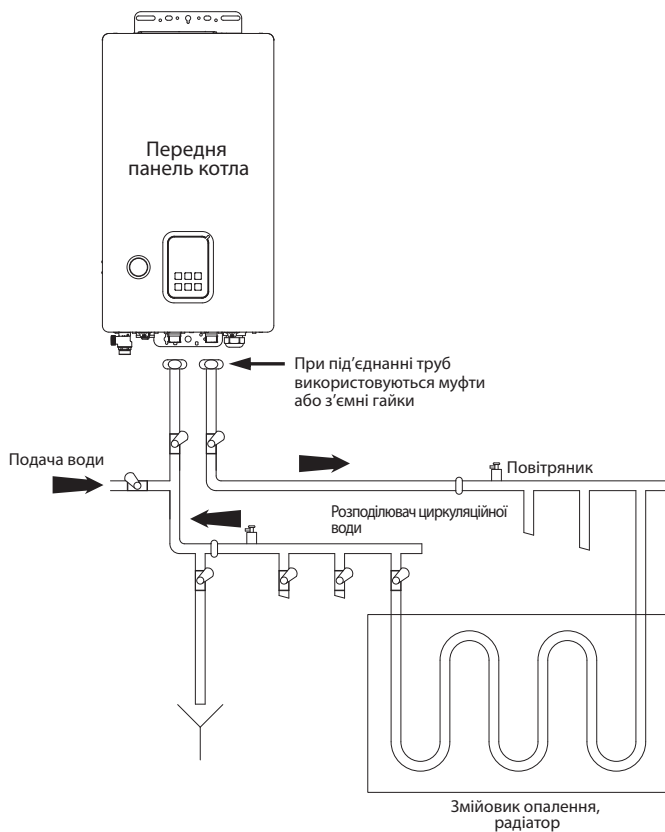 Передня
панель котла
При під’єднанні труб
використовуються муфти
або з’ємні гайки
Подача води
Повітряник
Розподілювач циркуляційної
води
Змійовик опалення,
радіатор